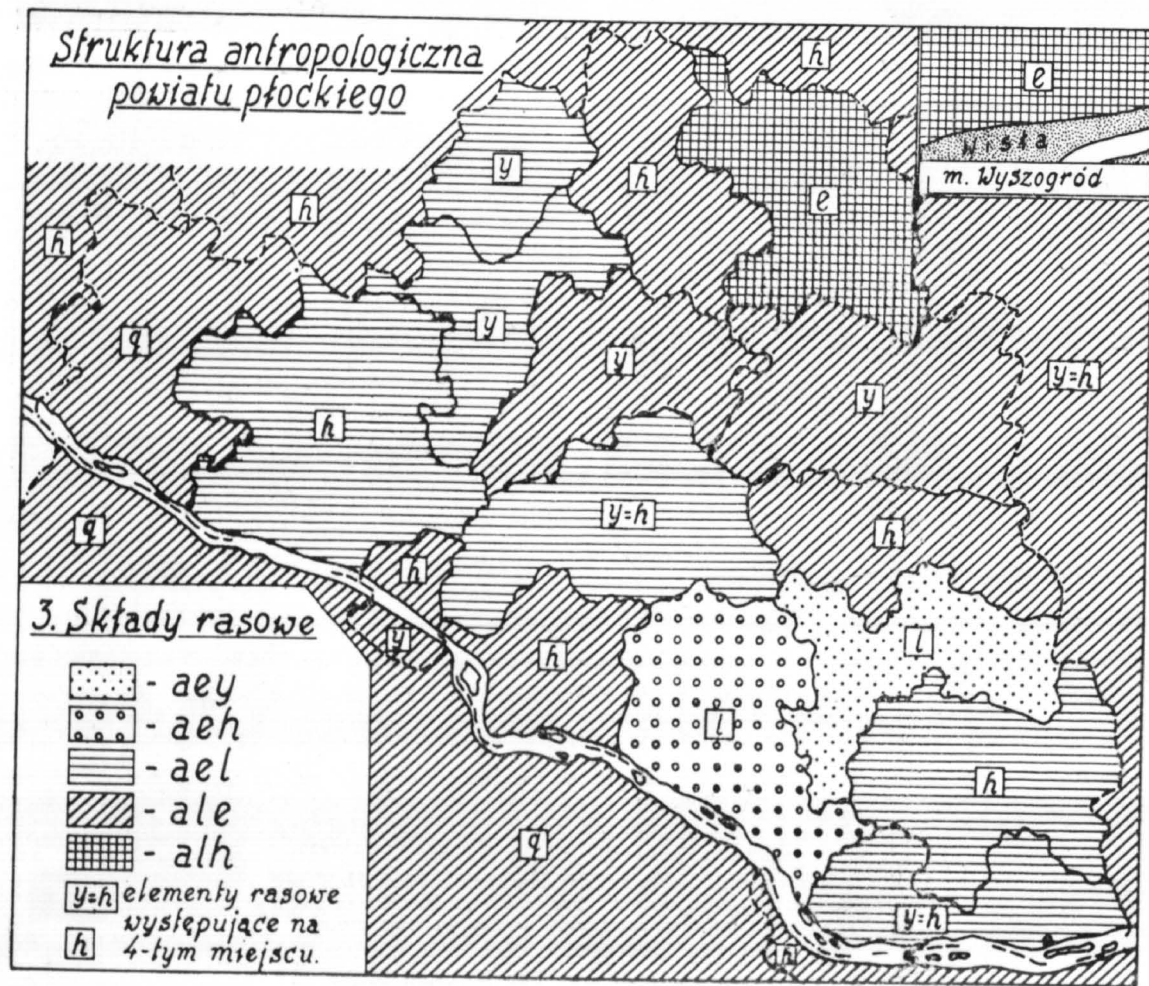 Struktura antropologiczna
powiatu płockiego
h
e
Wisła
m. Wyszogród
y
h
e
h
h
q
y
y
y
y=h
h
y=h
h
q
h
y
h
l
l
h
q
y=h
h
3. Składy rasowe
- aey
- aeh
- ael
- ale
- alh
y=h elementy rasowe
występujące na
h 4-tym miejscu.